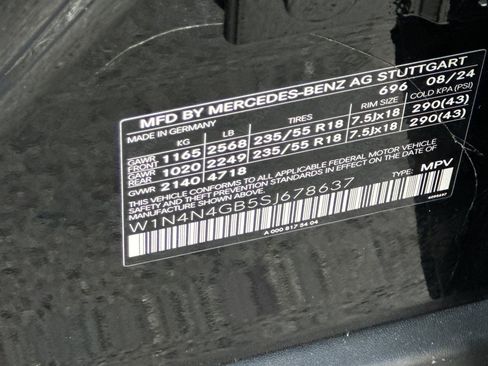 MFD BY MERCEDES-BENZ AG STUTTGART
696 08/24
MADE IN GERMANY
KG LB TIRES RIM SIZE COLD KPA (PSI)
GAWR FRONT 1165 2568 235/55 R18 7.5Jx18 290(43)
GAWR REAR 1020 2249 235/55 R18 7.5Jx18 290(43)
GVWR 2140 4718
THIS VEHICLE CONFORMS TO ALL APPLICABLE FEDERAL MOTOR VEHICLE
SAFETY, BUMPER, AND THEFT PREVENTION STANDARDS IN EFFECT ON THE
DATE OF MANUFACTURE SHOWN ABOVE.
W1N4N4GB5SJ678637 TYPE: MPV
A 000 817 54 04